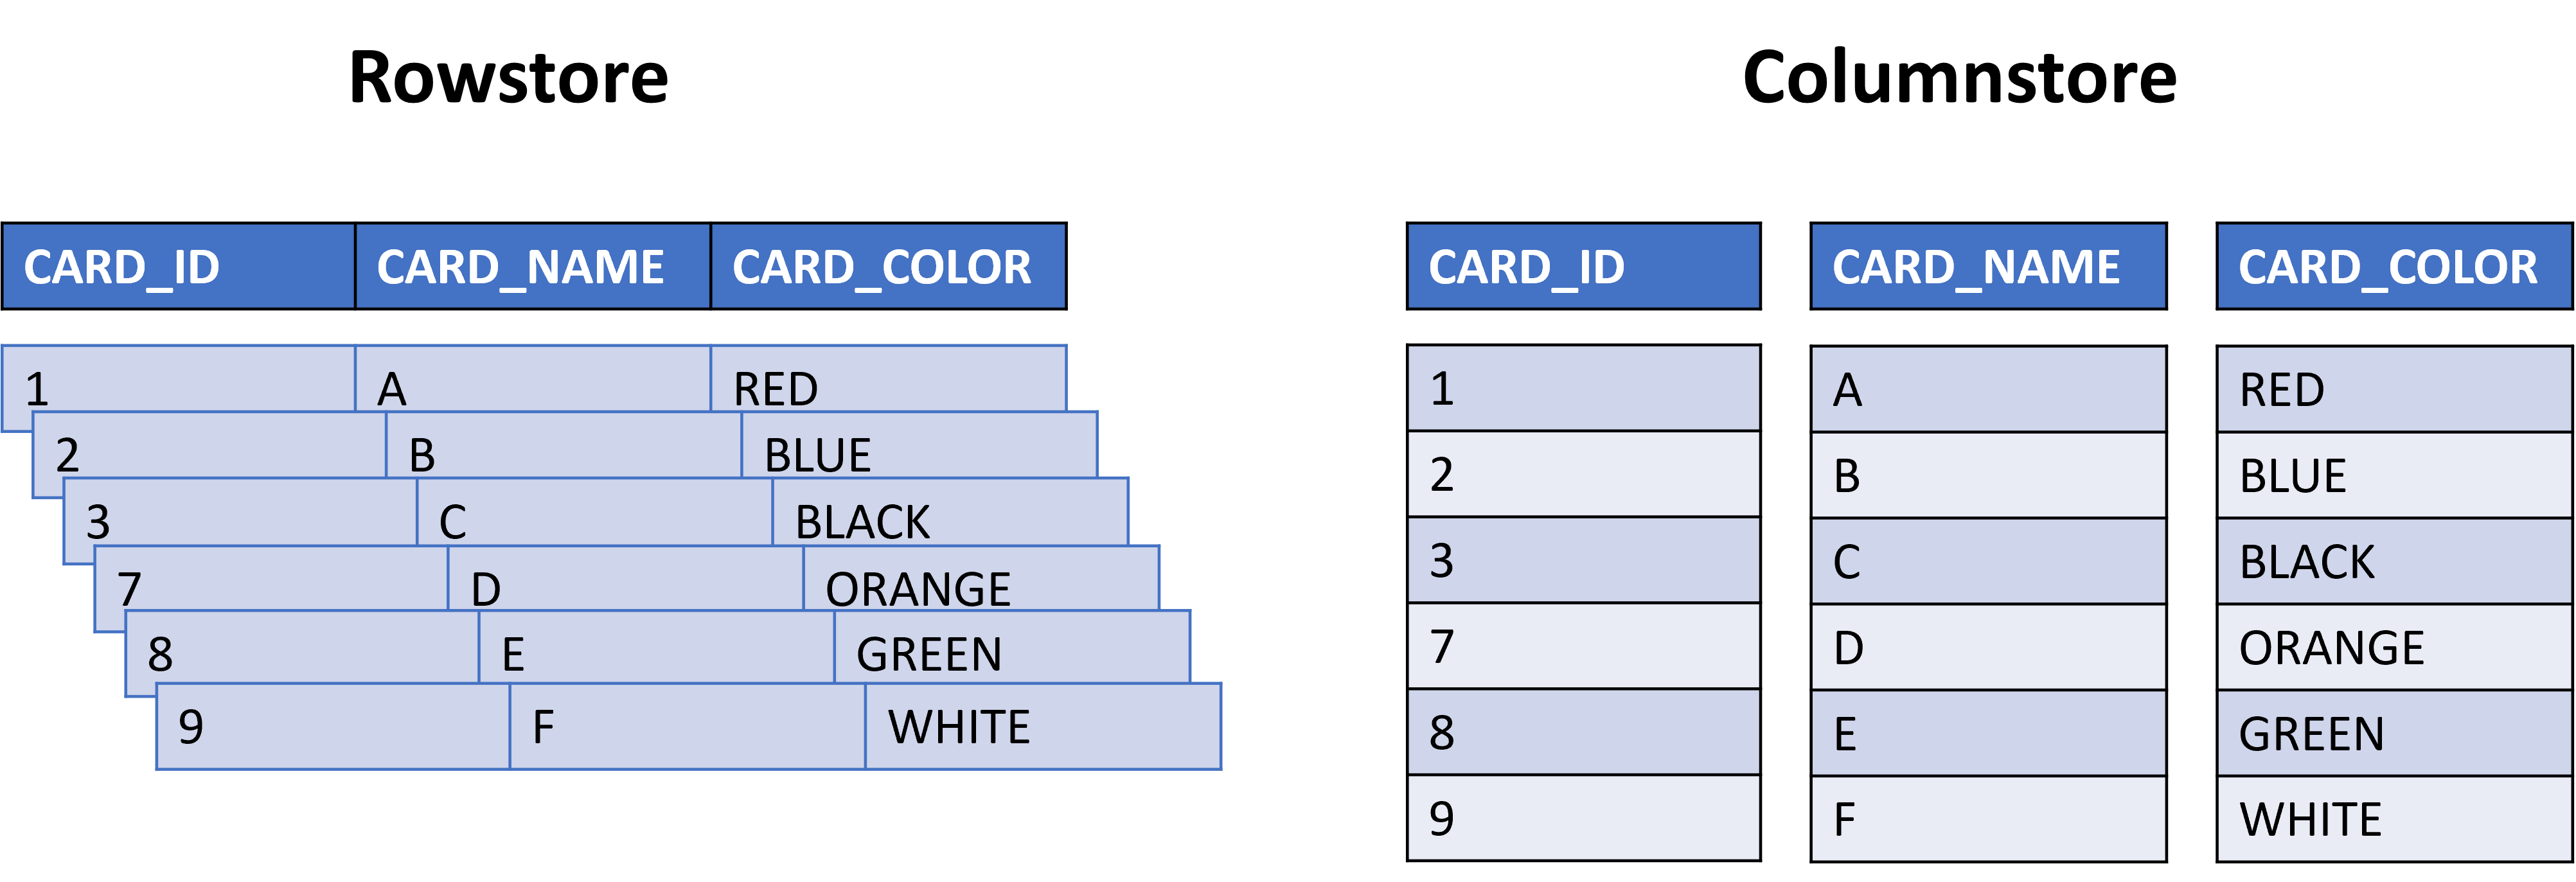 Rowstore
CARD_ID CARD_NAME CARD_COLOR
1 A RED
2 B BLUE
3 C BLACK
7 D ORANGE
8 E GREEN
9 F WHITE
Columnstore
CARD_ID CARD_NAME CARD_COLOR
1 A RED
2 B BLUE
3 C BLACK
7 D ORANGE
8 E GREEN
9 F WHITE